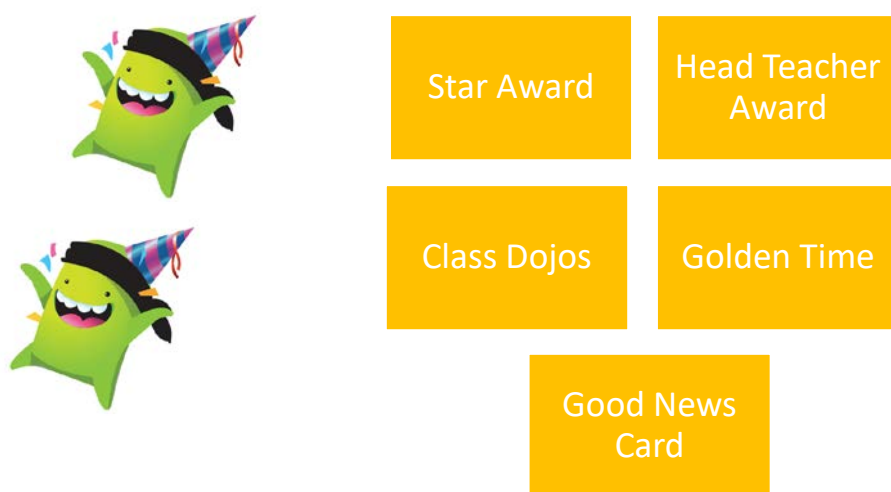 Star Award
Head Teacher
Award
Class Dojos
Golden Time
Good News
Card